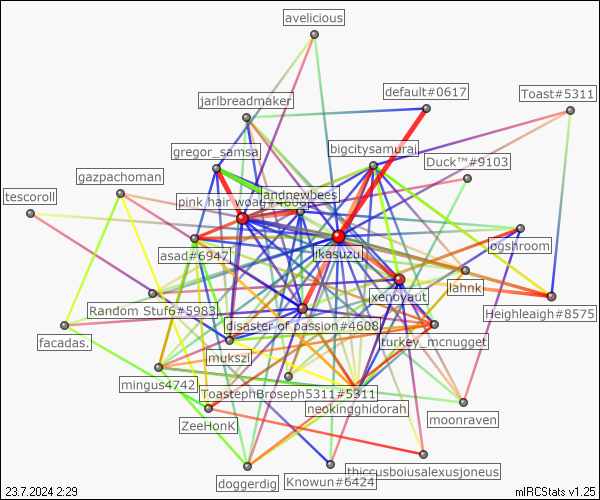 avelicious
default#0617
Toast#5311
jarlbreadmaker
bigcitysamurai
gregor_samsa
Duck™#9103
gazpachoman
tescoroll
andnewbees
pink hair woag#4608
ogshroom
asad#6947
ikasuzu
lahnk
xenoyaut
Random Stuf6#5983
Heighleaigh#8575
disaster of passion#4608
facadas.
turkey_mcnugget
mukszi
mingus4742
ToastephBroseph5311#5311
neokingghidorah
moonraven
ZeeHonK
thiccusboiusalexusjoneus
doggerdig
Knowun#6424
23.7.2024 2:29
mIRCStats v1.25